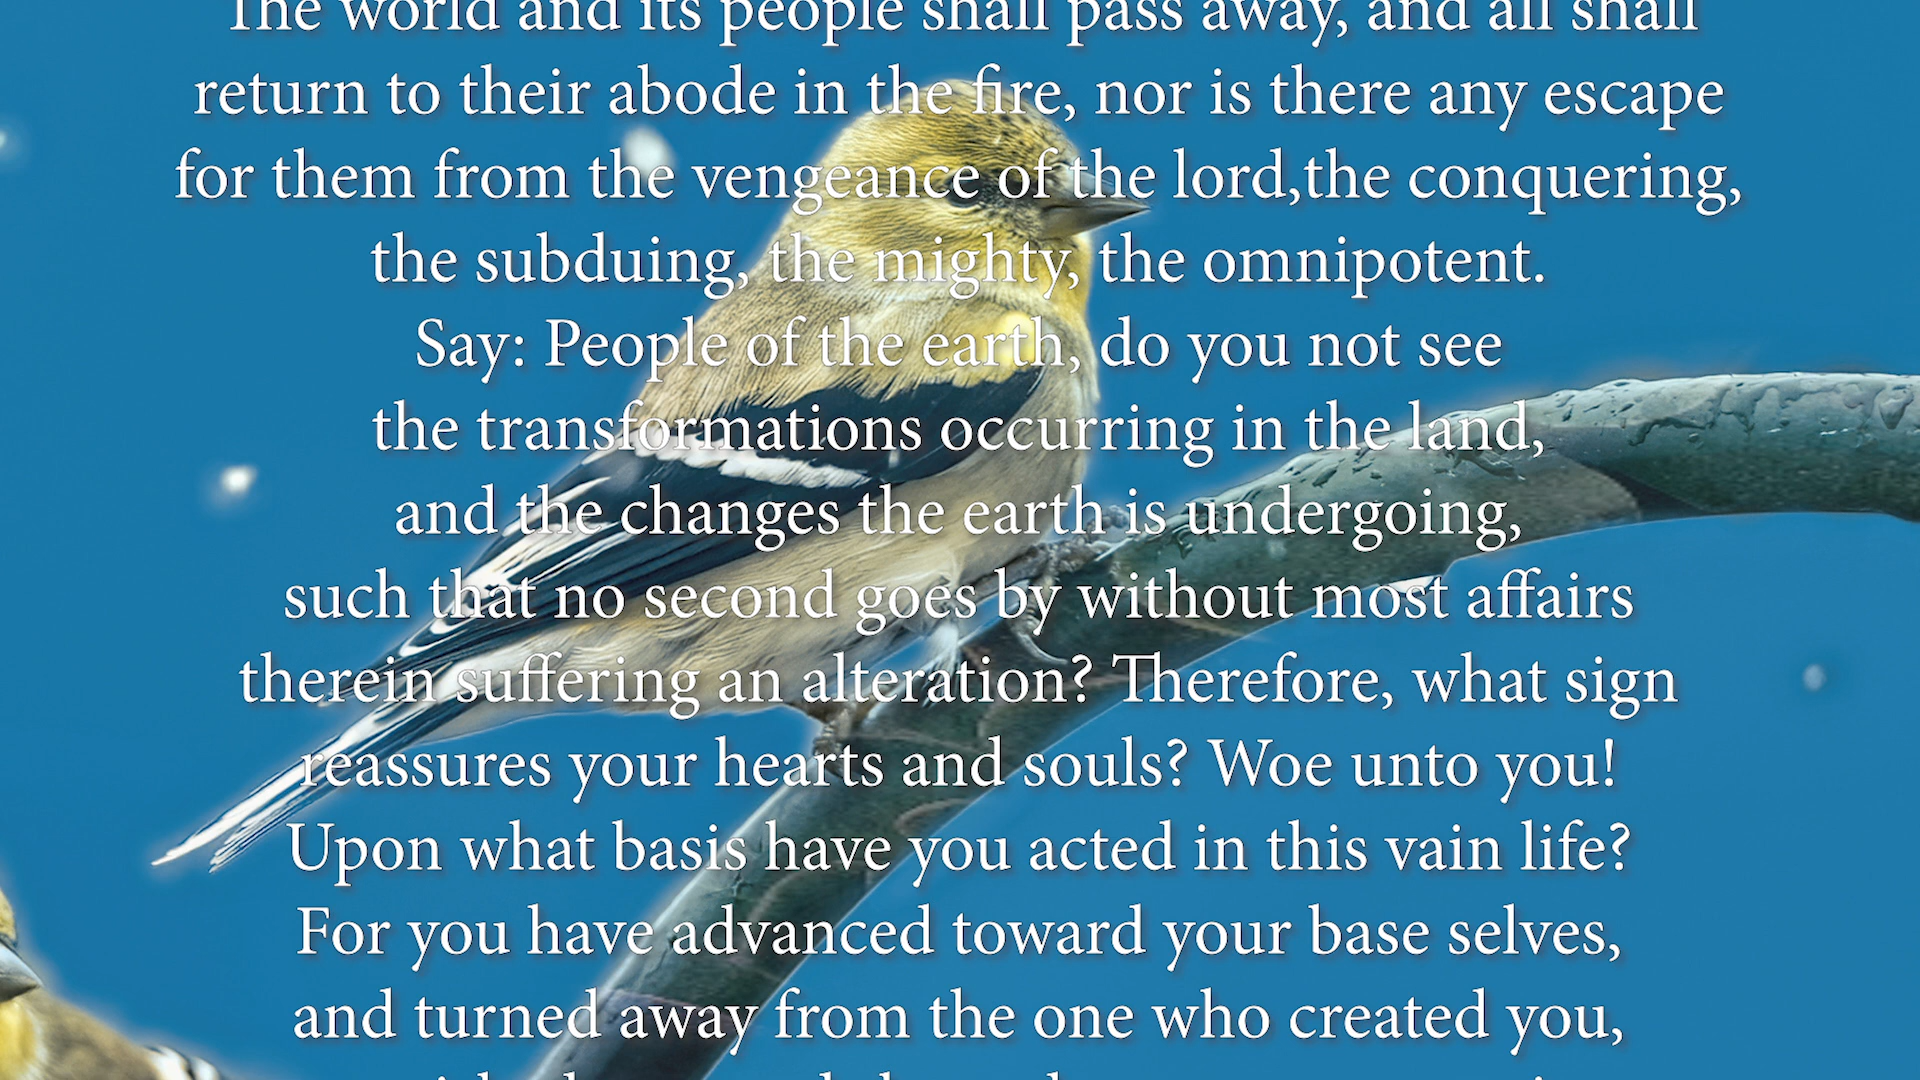 The world and its people shall pass away, and all shall
return to their abode in the fire, nor is there any escape
for them from the vengeance of the lord,the conquering,
the subduing, the mighty, the omnipotent.
Say: People of the earth, do you not see
the transformations occurring in the land,
and the changes the earth is undergoing,
such that no second goes by without most affairs
therein suffering an alteration? Therefore, what sign
reassures your hearts and souls? Woe unto you!
Upon what basis have you acted in this vain life?
For you have advanced toward your base selves,
and turned away from the one who created you,